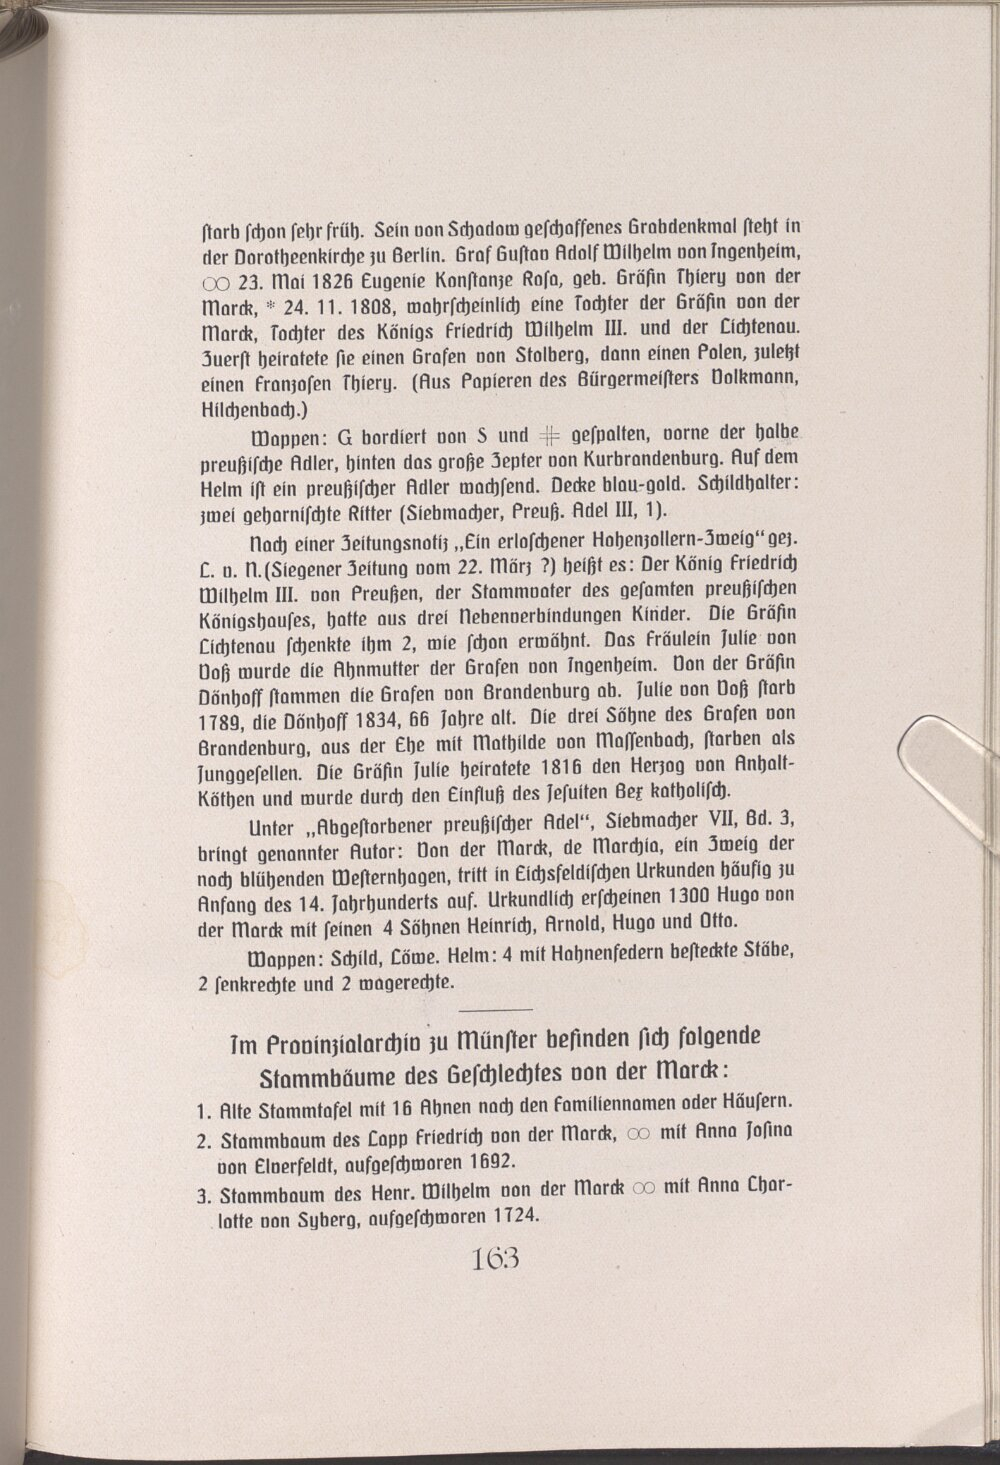 starb schon sehr früh. Sein von Schadow geschaffenes Grabdenkmal steht in
der Dorotheenkirche zu Berlin. Graf Gustav Adolf Wilhelm von Ingenheim,
∞ 23. Mai 1826 Eugenie Konstanze Rosa, geb. Gräfin Thiery von der
Marck, * 24. 11. 1808, wahrscheinlich eine Tochter der Gräfin von der
Marck, Tochter des Königs Friedrich Wilhelm III. und der Lichtenau.
Zuerst heiratete sie einen Grafen von Stolberg, dann einen Polen, zuletzt
einen Franzosen Thiery. (Aus Papieren des Bürgermeisters Volkmann,
Hilchenbach.)
Wappen: G bordiert von S und ⋕ gespalten, vorne der halbe
preußische Adler, hinten das große Zepter von Kurbrandenburg. Auf dem
Helm ist ein preußischer Adler wachsend. Decke blau-gold. Schildhalter:
zwei geharnischte Ritter (Siebmacher, Preuß. Adel III, 1).
Nach einer Zeitungsnotiz „Ein erloschener Hohenzollern-Zweig“ gez.
L. v. N. (Siegener Zeitung vom 22. März ?) heißt es: Der König Friedrich
Wilhelm III. von Preußen, der Stammvater des gesamten preußischen
Königshauses, hatte aus drei Nebenverbindungen Kinder. Die Gräfin
Lichtenau schenkte ihm 2, wie schon erwähnt. Das Fräulein Julie von
Voß wurde die Ahnmutter der Grafen von Ingenheim. Von der Gräfin
Dönhoff stammen die Grafen von Brandenburg ab. Julie von Voß starb
1789, die Dönhoff 1834, 66 Jahre alt. Die drei Söhne des Grafen von
Brandenburg, aus der Ehe mit Mathilde von Massenbach, starben als
Junggesellen. Die Gräfin Julie heiratete 1816 den Herzog von Anhalt-
Köthen und wurde durch den Einfluß des Jesuiten Bex katholisch.
Unter „Abgestorbener preußischer Adel“, Siebmacher VII, Bd. 3,
bringt genannter Autor: Von der Marck, de Marchia, ein Zweig der
noch blühenden Westernhagen, tritt in Eichsfeldischen Urkunden häufig zu
Anfang des 14. Jahrhunderts auf. Urkundlich erscheinen 1300 Hugo von
der Marck mit seinen 4 Söhnen Heinrich, Arnold, Hugo und Otto.
Wappen: Schild, Löwe. Helm: 4 mit Hahnenfedern besteckte Stäbe,
2 senkrechte und 2 wagerechte.
Im Provinzialarchiv zu Münster befinden sich folgende
Stammbäume des Geschlechtes von der Marck:
1. Alte Stammtafel mit 16 Ahnen nach den Familiennamen oder Häusern.
2. Stammbaum des Lapp Friedrich von der Marck, ∞ mit Anna Josina
von Elverfeldt, aufgeschworen 1692.
3. Stammbaum des Henr. Wilhelm von der Marck ∞ mit Anna Char-
lotte von Syberg, aufgeschworen 1724.
163